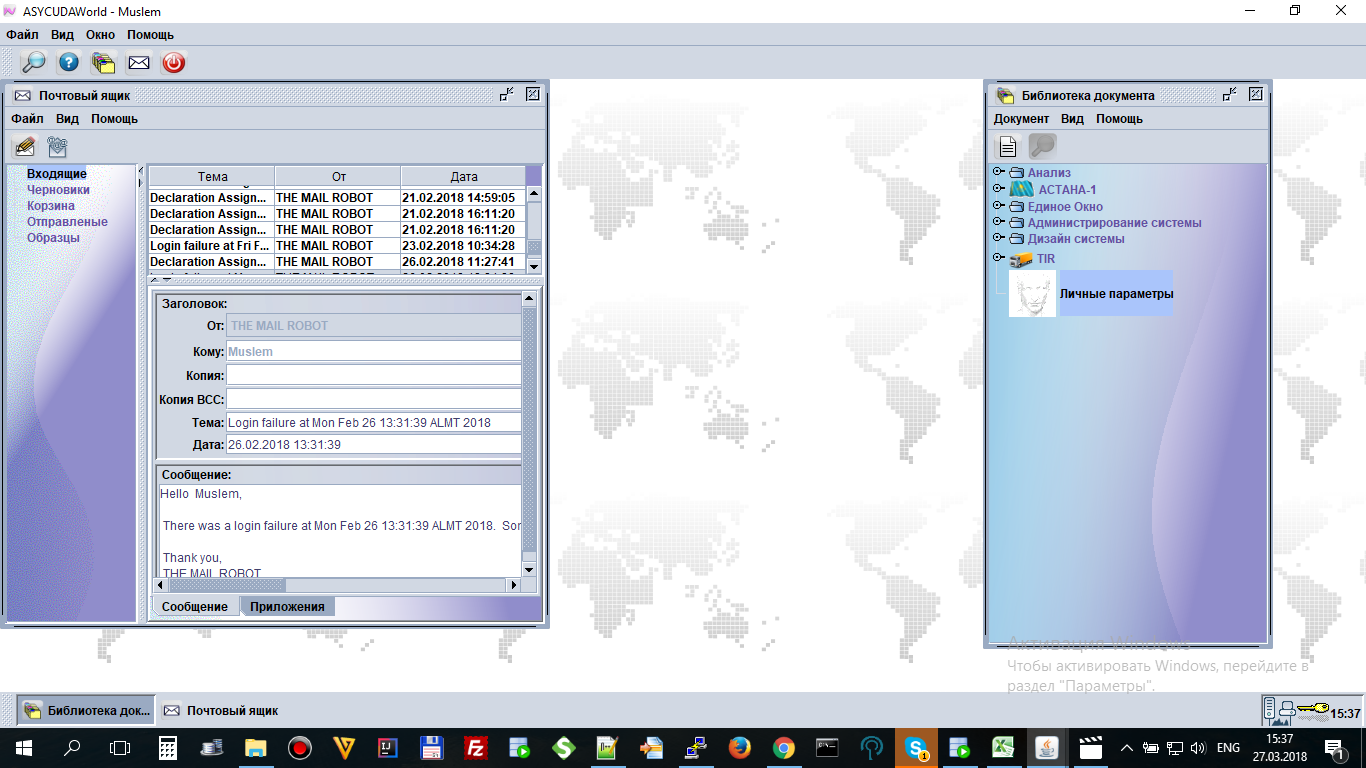 ASYCUDAWorld - Muslem
Файл Вид Окно Помощь
Почтовый ящик
Файл Вид Помощь
Входящие
Черновики
Корзина
Отправленые
Образцы
Тема От Дата
Declaration Assign... THE MAIL ROBOT 21.02.2018 14:59:05
Declaration Assign... THE MAIL ROBOT 21.02.2018 16:11:20
Declaration Assign... THE MAIL ROBOT 21.02.2018 16:11:20
Login failure at Fri F... THE MAIL ROBOT 23.02.2018 10:34:28
Declaration Assign... THE MAIL ROBOT 26.02.2018 11:27:41
Заголовок:
От: THE MAIL ROBOT
Кому: Muslem
Копия:
Копия BCC:
Тема: Login failure at Mon Feb 26 13:31:39 ALMT 2018
Дата: 26.02.2018 13:31:39
Сообщение:
Hello Muslem,
There was a login failure at Mon Feb 26 13:31:39 ALMT 2018. Sor
Thank you,
THE MAIL ROBOT
Сообщение Приложения
Библиотека документа
Документ Вид Помощь
Анализ
АСТАНА-1
Единое Окно
Администрирование системы
Дизайн системы
TIR
Личные параметры
Активация Windows
Чтобы активировать Windows, перейдите в
раздел "Параметры".
Библиотека док... Почтовый ящик 15:37
ENG 15:37
27.03.2018